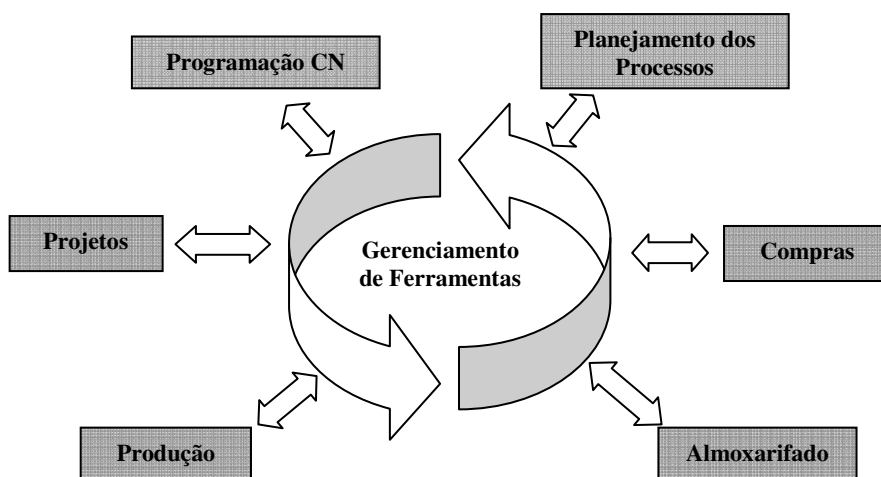 Programação CN
Planejamento dos
Processos
Projetos
Gerenciamento
de Ferramentas
Compras
Produção
Almoxarifado